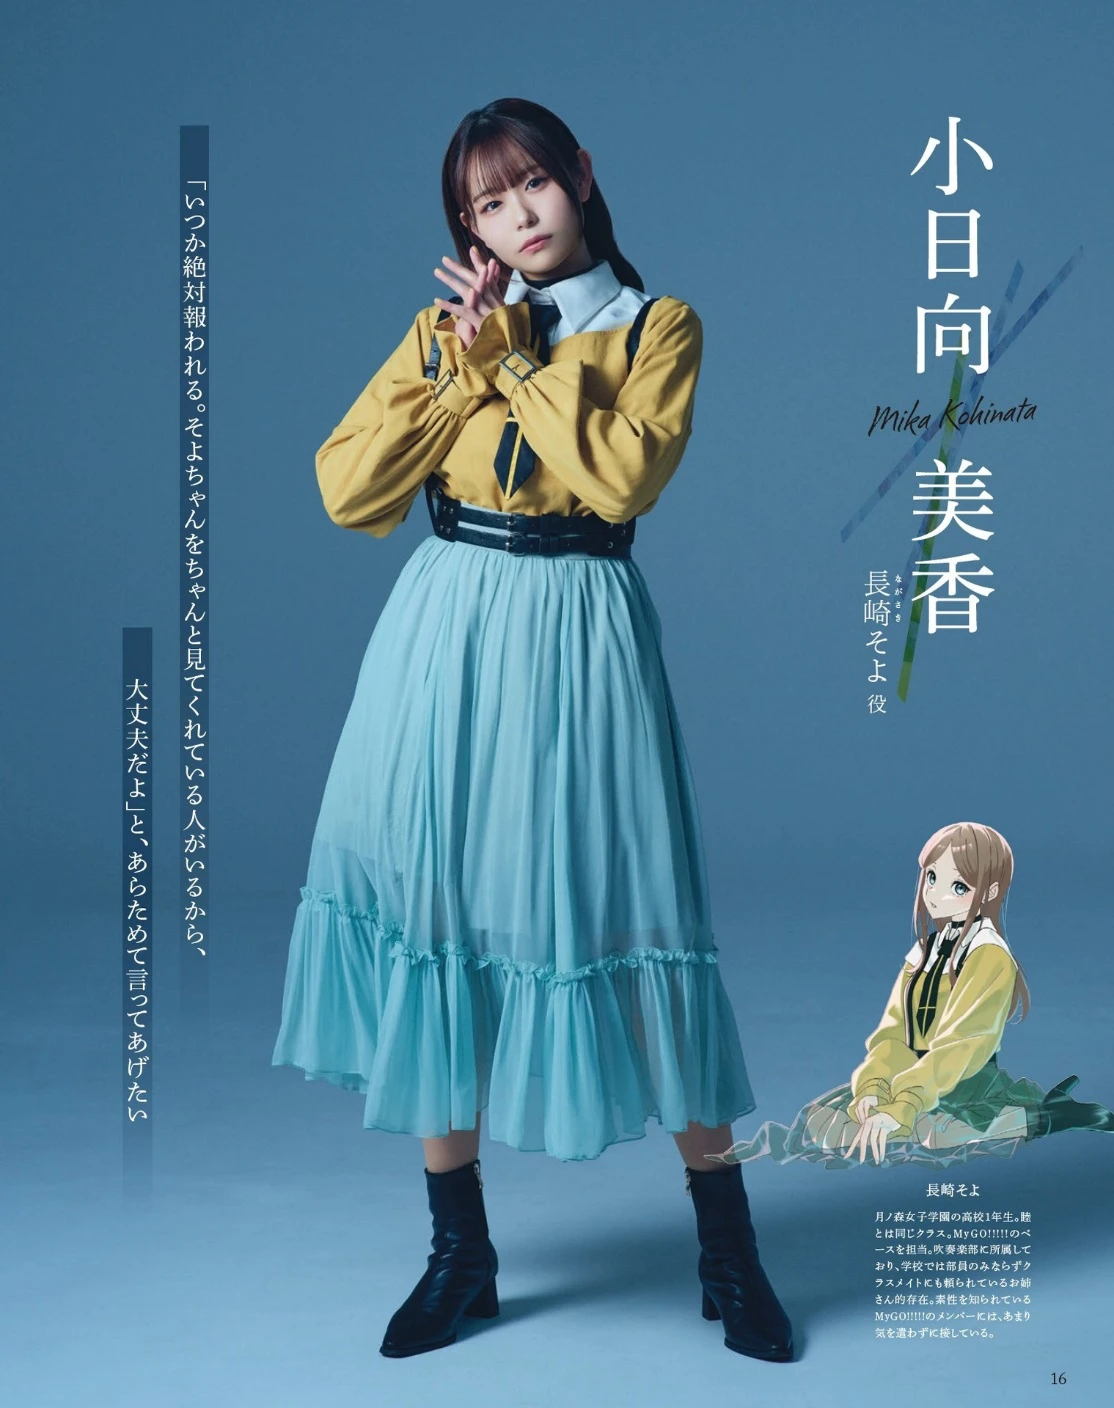 小日向 美香
Mika Kohinata
長崎そよ 役
ながさき
「いつか絶対報われる。そよちゃんをちゃんと見てくれている人がいるから、
大丈夫だよ」と、あらためて言ってあげたい
長崎そよ
月ノ森女子学園の高校1年生。睦
とは同じクラス。MyGO!!!!!のベ
ースを担当。吹奏楽部に所属して
おり、学校では部員のみならずク
ラスメイトにも頼られているお姉
さん的存在。素性を知られている
MyGO!!!!!のメンバーには、あまり
気を遣わずに接している。
16